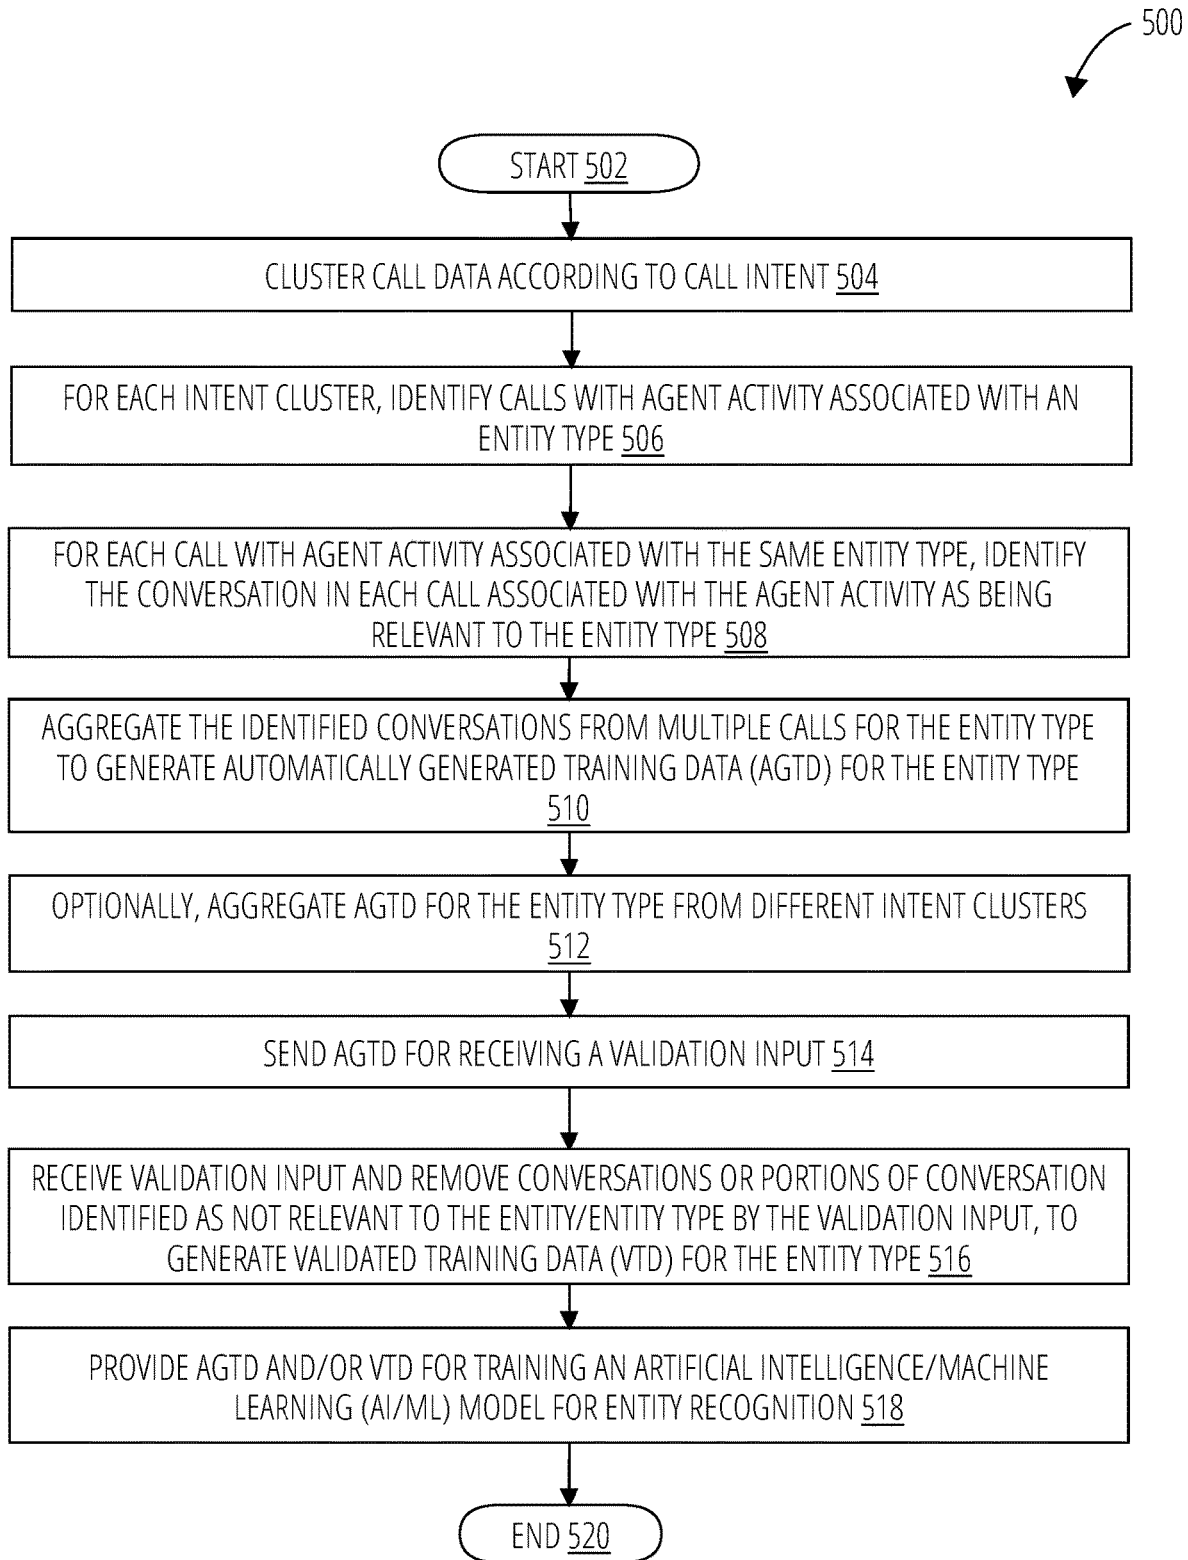 500
START 502
CLUSTER CALL DATA ACCORDING TO CALL INTENT 504
FOR EACH INTENT CLUSTER, IDENTIFY CALLS WITH AGENT ACTIVITY ASSOCIATED WITH AN
ENTITY TYPE 506
FOR EACH CALL WITH AGENT ACTIVITY ASSOCIATED WITH THE SAME ENTITY TYPE, IDENTIFY
THE CONVERSATION IN EACH CALL ASSOCIATED WITH THE AGENT ACTIVITY AS BEING
RELEVANT TO THE ENTITY TYPE 508
AGGREGATE THE IDENTIFIED CONVERSATIONS FROM MULTIPLE CALLS FOR THE ENTITY TYPE
TO GENERATE AUTOMATICALLY GENERATED TRAINING DATA (AGTD) FOR THE ENTITY TYPE
510
OPTIONALLY, AGGREGATE AGTD FOR THE ENTITY TYPE FROM DIFFERENT INTENT CLUSTERS
512
SEND AGTD FOR RECEIVING A VALIDATION INPUT 514
RECEIVE VALIDATION INPUT AND REMOVE CONVERSATIONS OR PORTIONS OF CONVERSATION
IDENTIFIED AS NOT RELEVANT TO THE ENTITY/ENTITY TYPE BY THE VALIDATION INPUT, TO
GENERATE VALIDATED TRAINING DATA (VTD) FOR THE ENTITY TYPE 516
PROVIDE AGTD AND/OR VTD FOR TRAINING AN ARTIFICIAL INTELLIGENCE/MACHINE
LEARNING (AI/ML) MODEL FOR ENTITY RECOGNITION 518
END 520